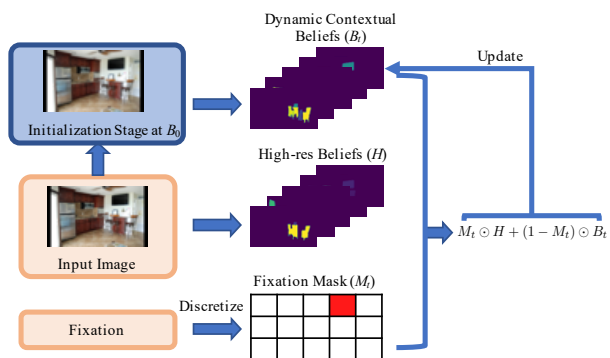 Dynamic Contextual
Beliefs (Bₜ)
Update
Initialization Stage at B₀
High-res Beliefs (H)
Input Image
Mₜ ⊙ H + (1 − Mₜ) ⊙ Bₜ
Fixation Mask (Mₜ)
Discretize
Fixation